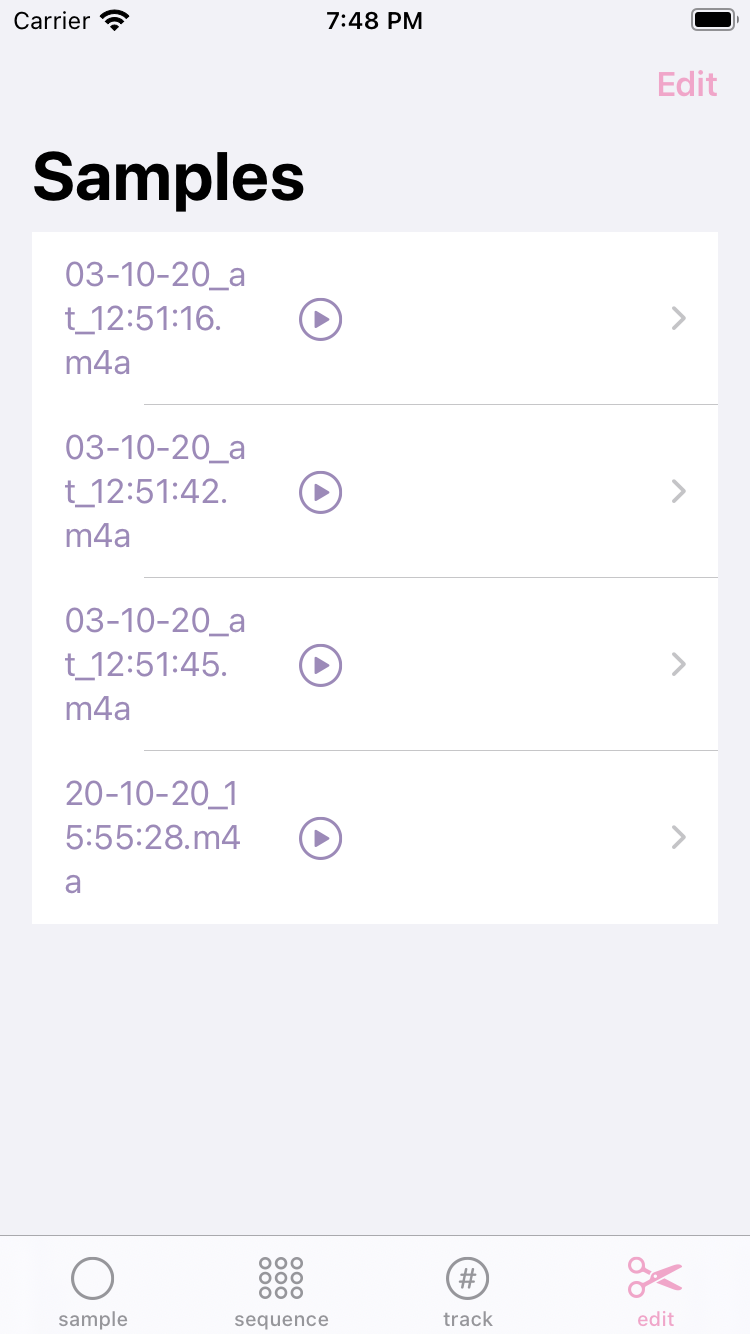 Carrier 7:48 PM
Edit
Samples
03-10-20_a
t_12:51:16.
m4a
03-10-20_a
t_12:51:42.
m4a
03-10-20_a
t_12:51:45.
m4a
20-10-20_1
5:55:28.m4
a
#
sample sequence track edit